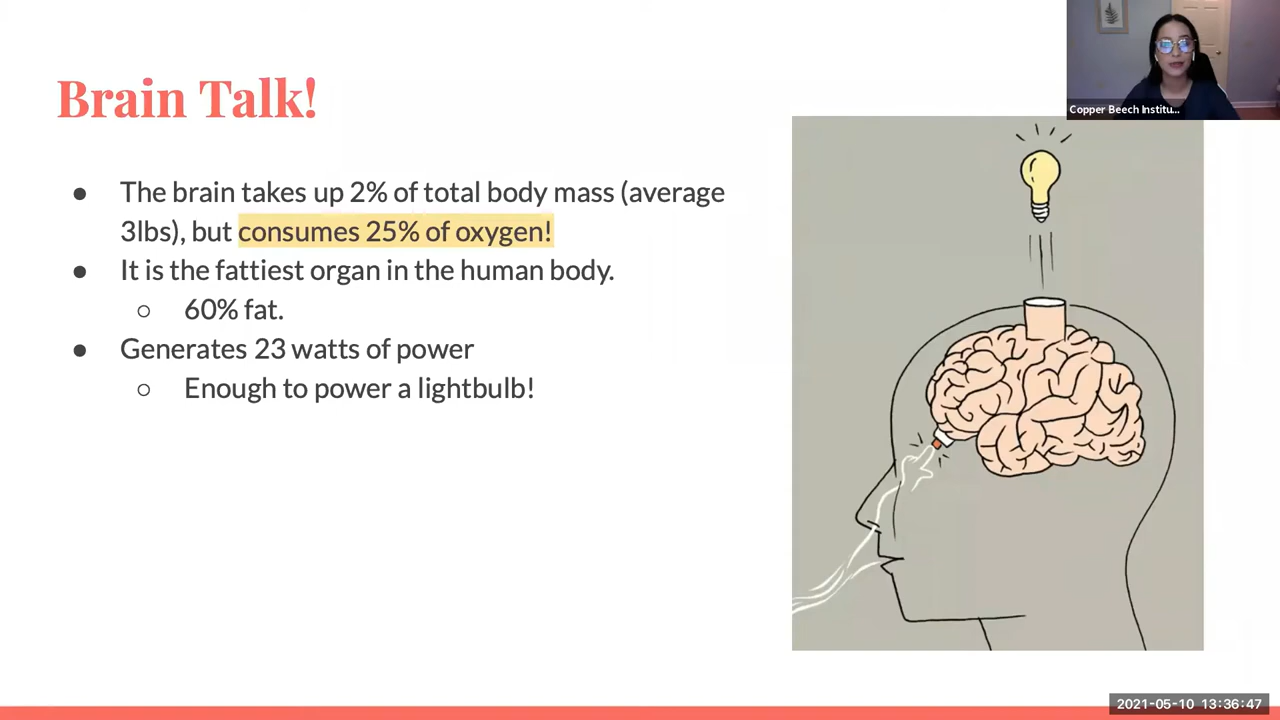 Brain Talk!
● The brain takes up 2% of total body mass (average
3lbs), but consumes 25% of oxygen!
● It is the fattiest organ in the human body.
○ 60% fat.
● Generates 23 watts of power
○ Enough to power a lightbulb!
Copper Beech Institu...
2021-05-10 13:36:47